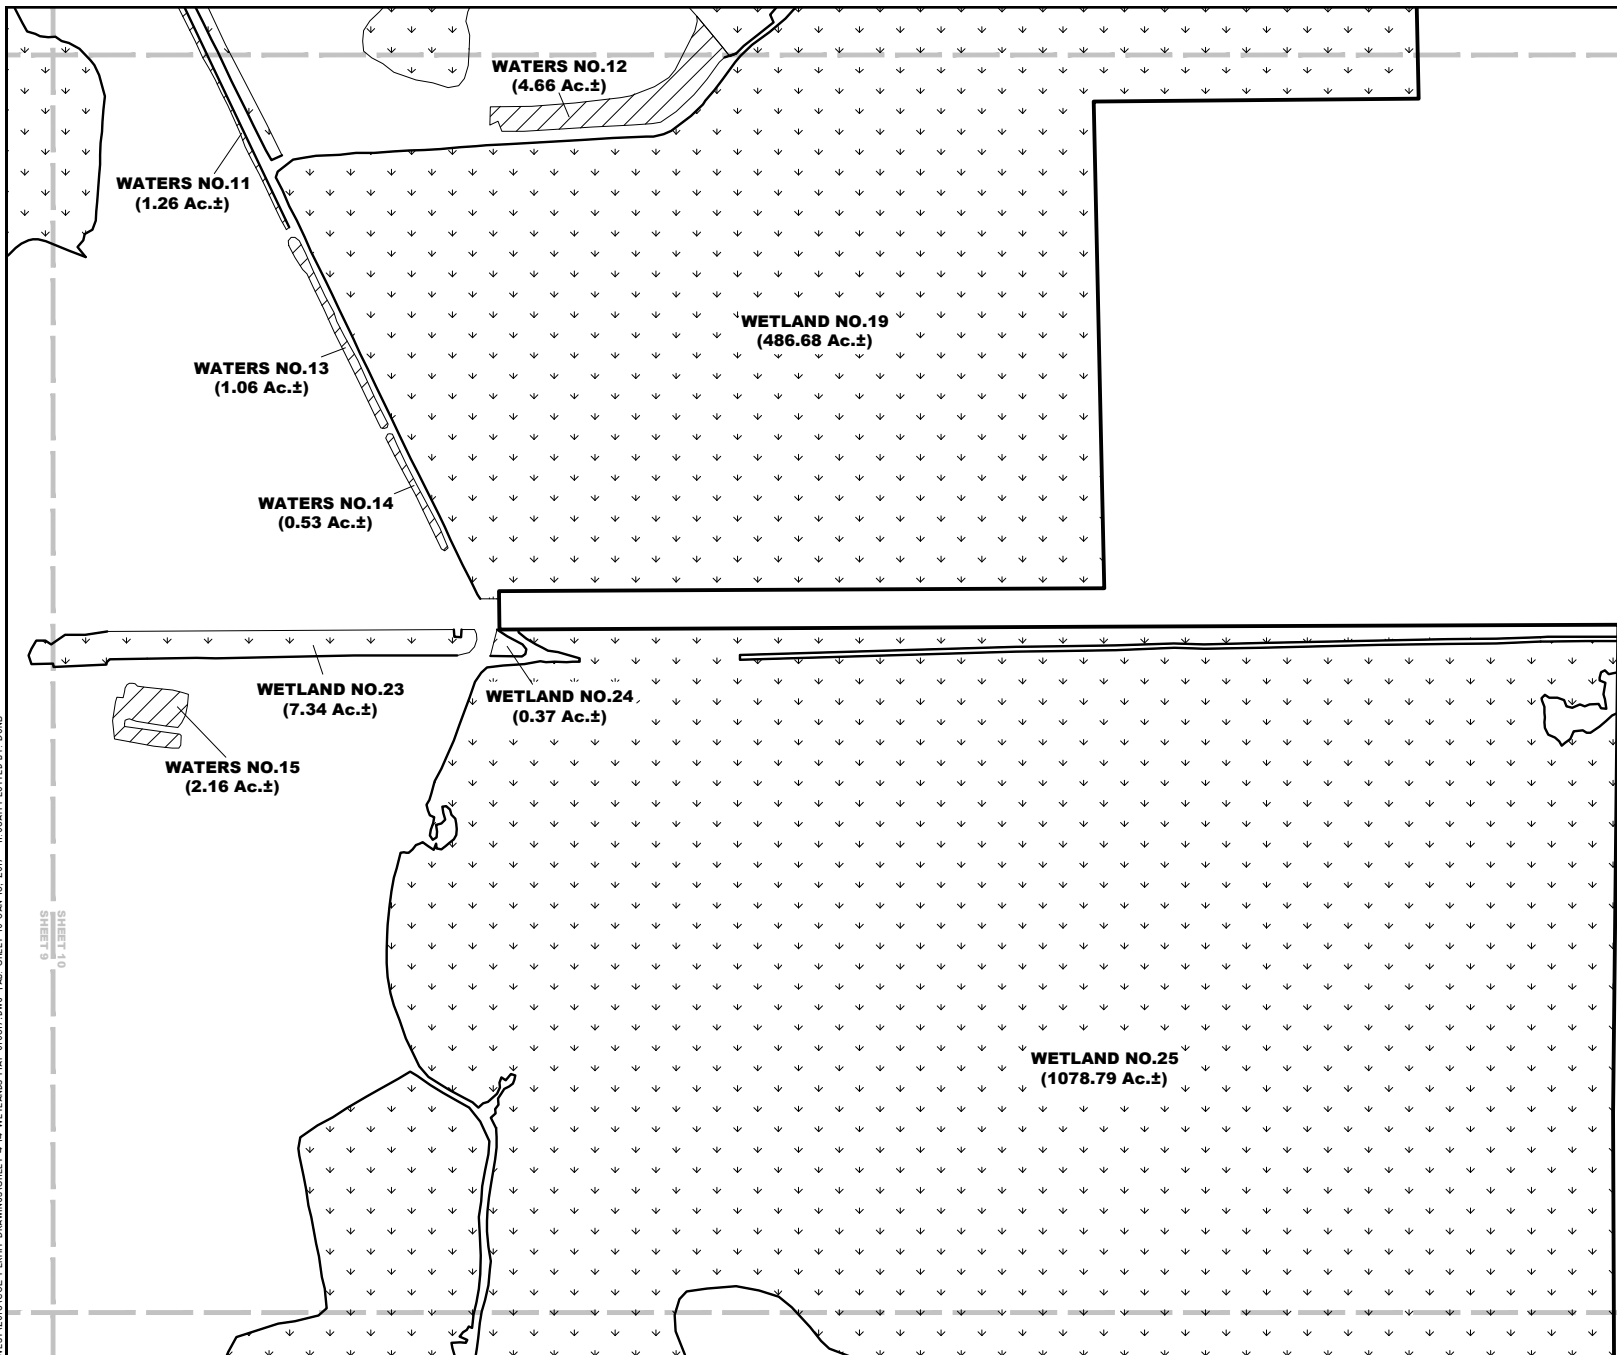 WATERS NO.12
(4.66 Ac.±)
WATERS NO.11
(1.26 Ac.±)
WETLAND NO.19
(486.68 Ac.±)
WATERS NO.13
(1.06 Ac.±)
WATERS NO.14
(0.53 Ac.±)
WETLAND NO.23
(7.34 Ac.±)
WETLAND NO.24
(0.37 Ac.±)
WATERS NO.15
(2.16 Ac.±)
SHEET 10
SHEET 9
WETLAND NO.25
(1078.79 Ac.±)